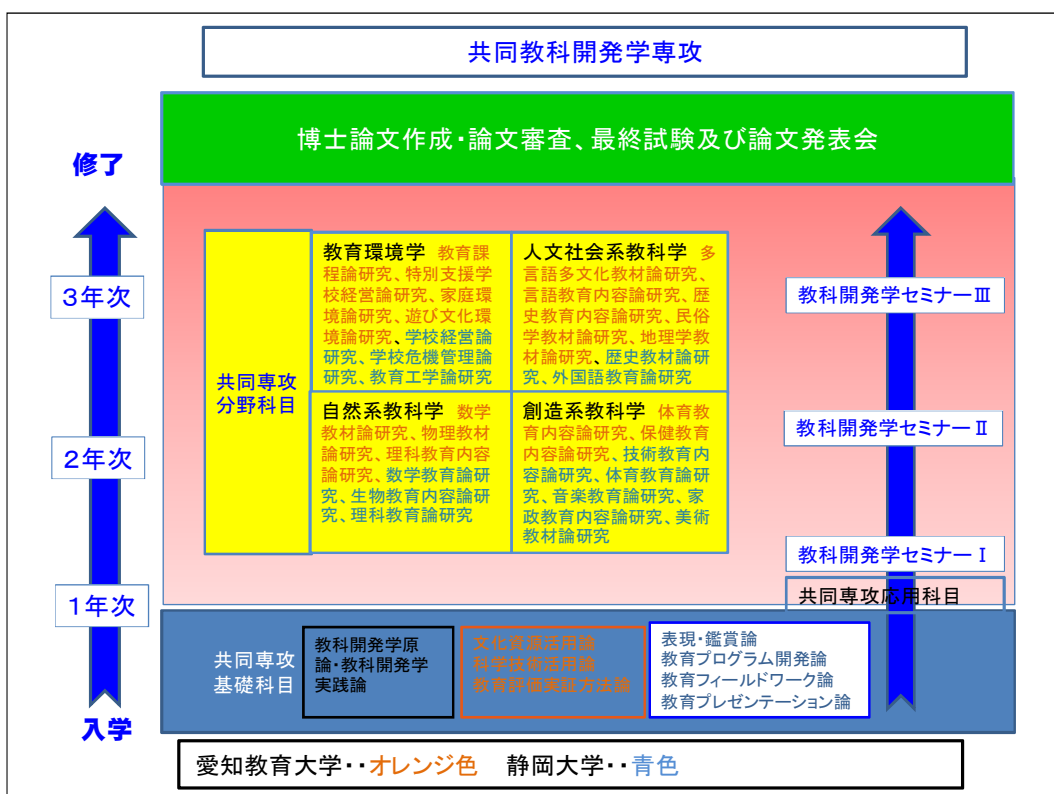 共同教科開発学専攻
博士論文作成・論文審査、最終試験及び論文発表会
修了
3年次
2年次
1年次
入学
共同専攻
分野科目
教育環境学 教育課
程論研究、特別支援学
校経営論研究、家庭環
境論研究、遊び文化環
境論研究、学校経営論
研究、学校危機管理論
研究、教育工学論研究
人文社会系教科学 多
言語多文化教材論研究、
言語教育内容論研究、歴
史教育内容論研究、民俗
学教材論研究、地理学教
材論研究、歴史教材論研
究、外国語教育論研究
自然系教科学 数学
教材論研究、物理教材
論研究、理科教育内容
論研究、数学教育論研
究、生物教育内容論研
究、理科教育論研究
創造系教科学 体育教
育内容論研究、保健教育
内容論研究、技術教育内
容論研究、体育教育論研
究、音楽教育論研究、家
政教育内容論研究、美術
教材論研究
教科開発学セミナーⅢ
教科開発学セミナーⅡ
教科開発学セミナーⅠ
共同専攻応用科目
共同専攻
基礎科目
教科開発学原
論・教科開発学
実践論
文化資源活用論
科学技術活用論
教育評価実証方法論
表現・鑑賞論
教育プログラム開発論
教育フィールドワーク論
教育プレゼンテーション論
愛知教育大学・・オレンジ色 静岡大学・・青色